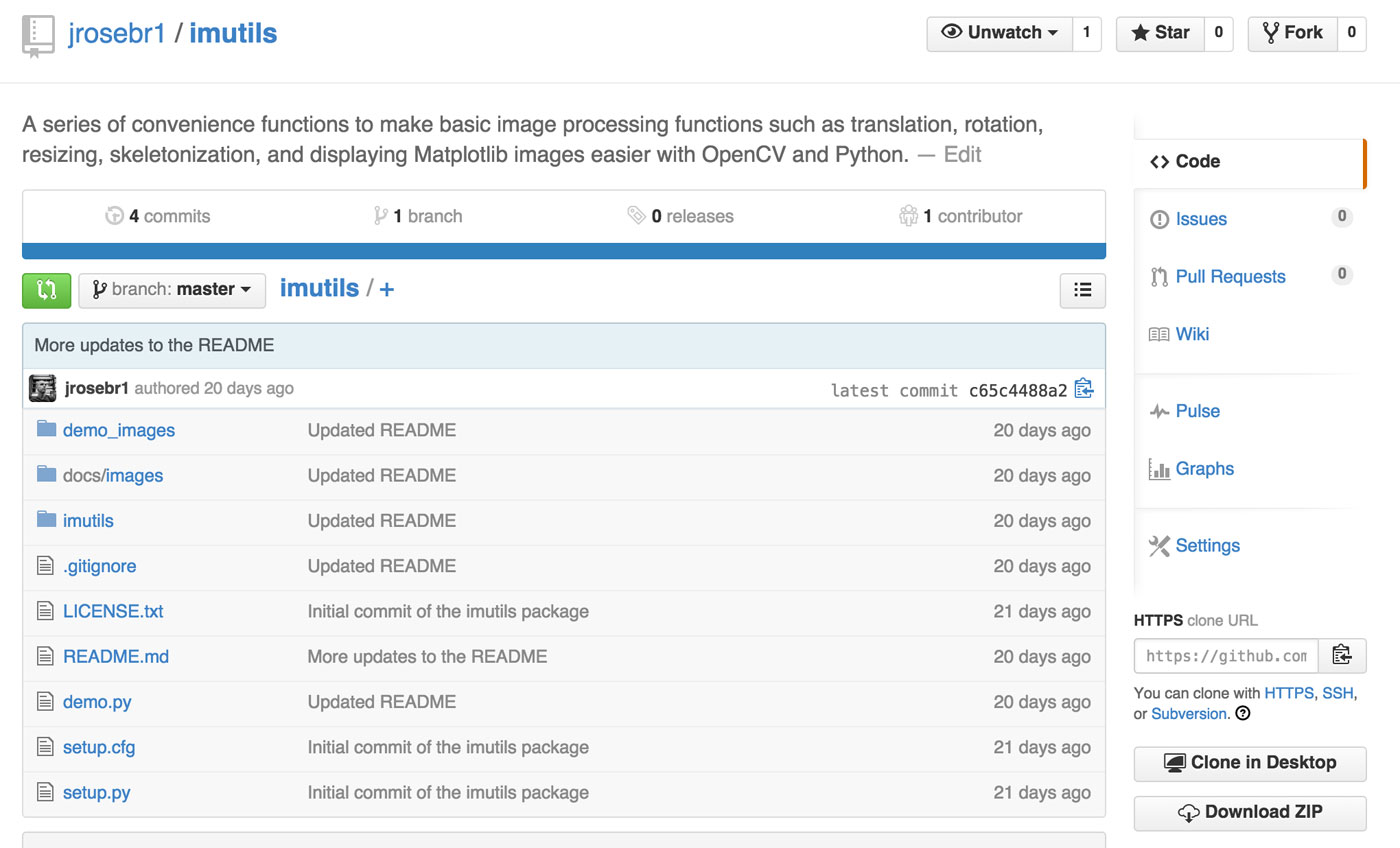 jrosebr1 / imutils
Unwatch 1 Star 0 Fork 0
A series of convenience functions to make basic image processing functions such as translation, rotation,
resizing, skeletonization, and displaying Matplotlib images easier with OpenCV and Python. — Edit
4 commits 1 branch 0 releases 1 contributor
branch: master imutils / +
More updates to the README
jrosebr1 authored 20 days ago latest commit c65c4488a2
demo_images Updated README 20 days ago
docs/images Updated README 20 days ago
imutils Updated README 20 days ago
.gitignore Updated README 20 days ago
LICENSE.txt Initial commit of the imutils package 21 days ago
README.md More updates to the README 20 days ago
demo.py Updated README 20 days ago
setup.cfg Initial commit of the imutils package 21 days ago
setup.py Initial commit of the imutils package 21 days ago
Code
Issues 0
Pull Requests 0
Wiki
Pulse
Graphs
Settings
HTTPS clone URL
https://github.com
You can clone with HTTPS, SSH,
or Subversion.
Clone in Desktop
Download ZIP